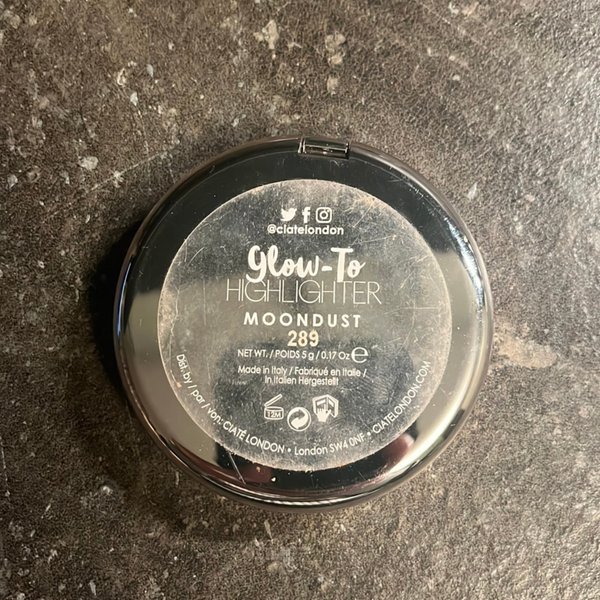 @ciatelondon
Glow-To
HIGHLIGHTER
MOONDUST
289
NET WT. / POIDS 5 g / 0.17 Oz e
Made in Italy / Fabriqué en Italie /
in Italien Hergestellt
12M
Dist. by / par / von: CIATÉ LONDON • London SW4 0NF • CIATELONDON.COM